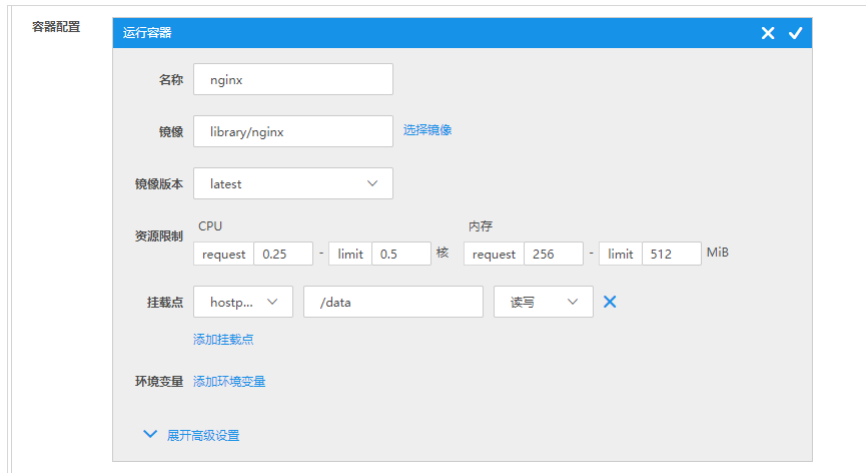 容器配置
运行容器
名称 nginx
镜像 library/nginx 选择镜像
镜像版本 latest
CPU 内存
资源限制 request 0.25 - limit 0.5 核 request 256 - limit 512 MiB
挂载点 hostp... /data 读写
添加挂载点
环境变量 添加环境变量
展开高级设置